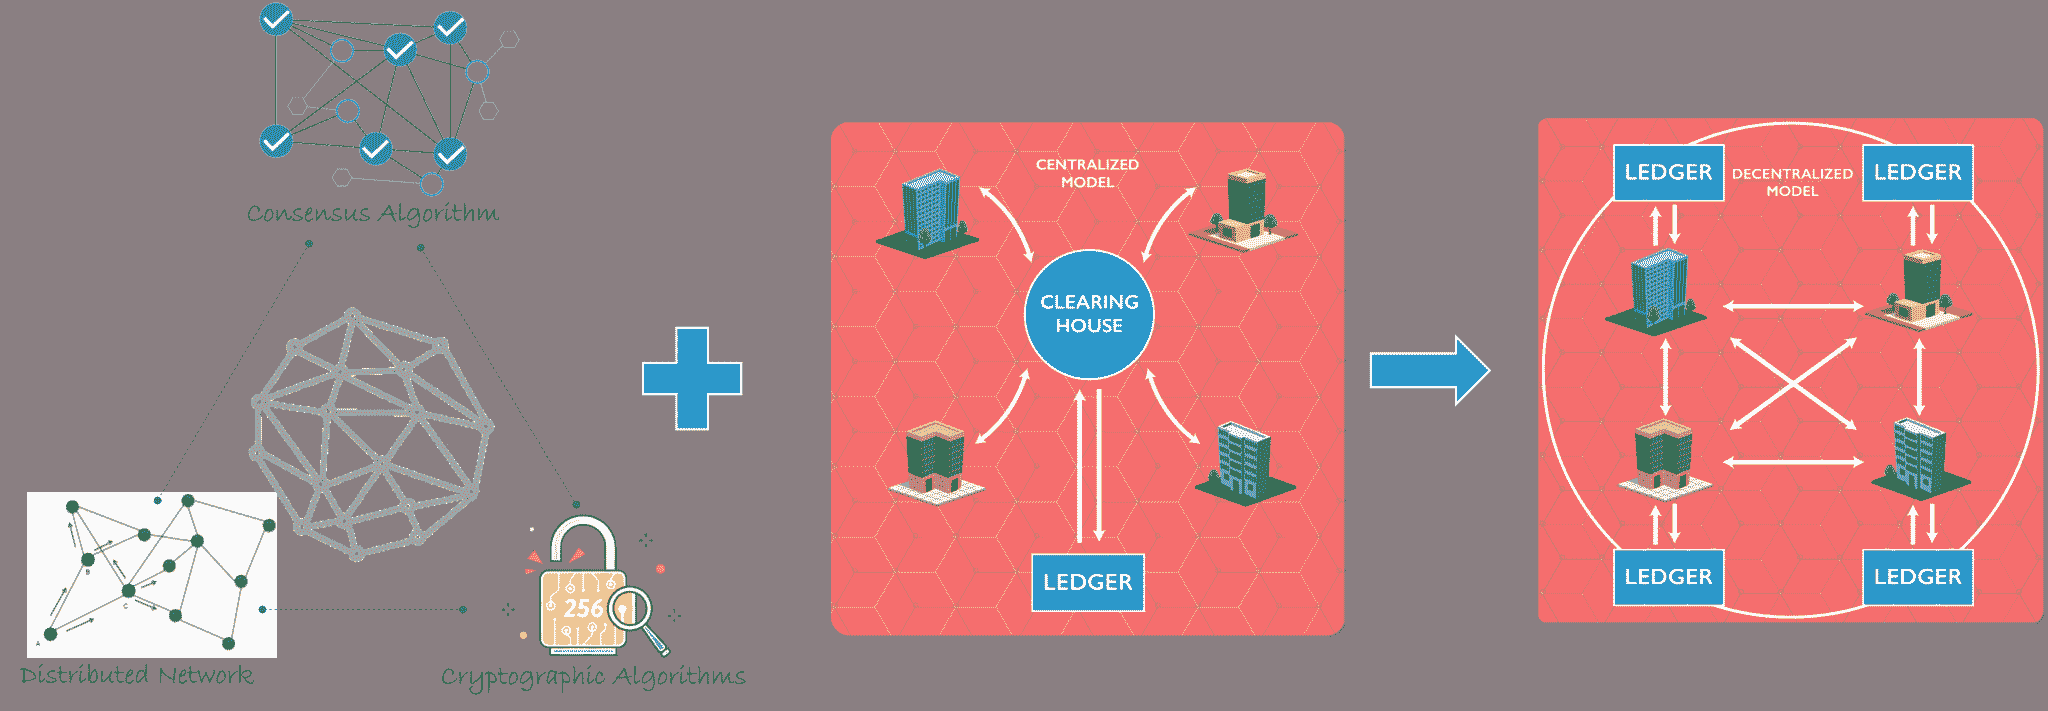 Consensus Algorithm
A
B
C
Distributed Network
256
Cryptographic Algorithms
CENTRALIZED
MODEL
CLEARING
HOUSE
LEDGER
LEDGER
DECENTRALIZED
MODEL
LEDGER
LEDGER
LEDGER